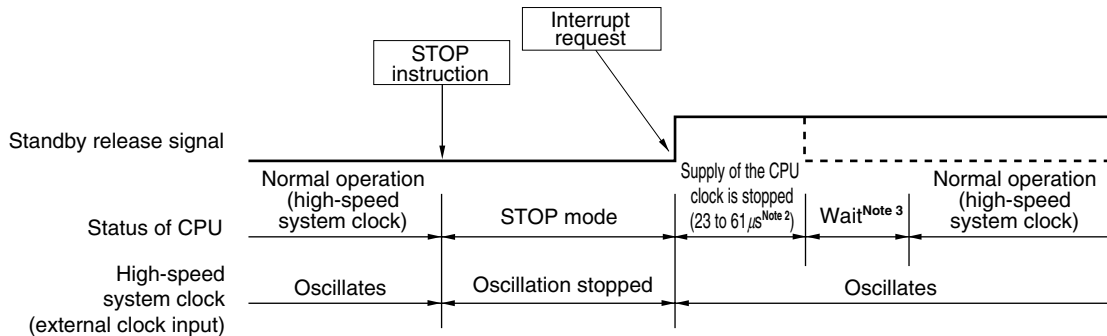 Interrupt
request
STOP
instruction
Standby release signal
Normal operation
(high-speed
system clock)
Supply of the CPU
clock is stopped
(23 to 61 μsNote 2)
Normal operation
(high-speed
system clock)
Status of CPU
STOP mode
WaitNote 3
High-speed
system clock
(external clock input)
Oscillates
Oscillation stopped
Oscillates